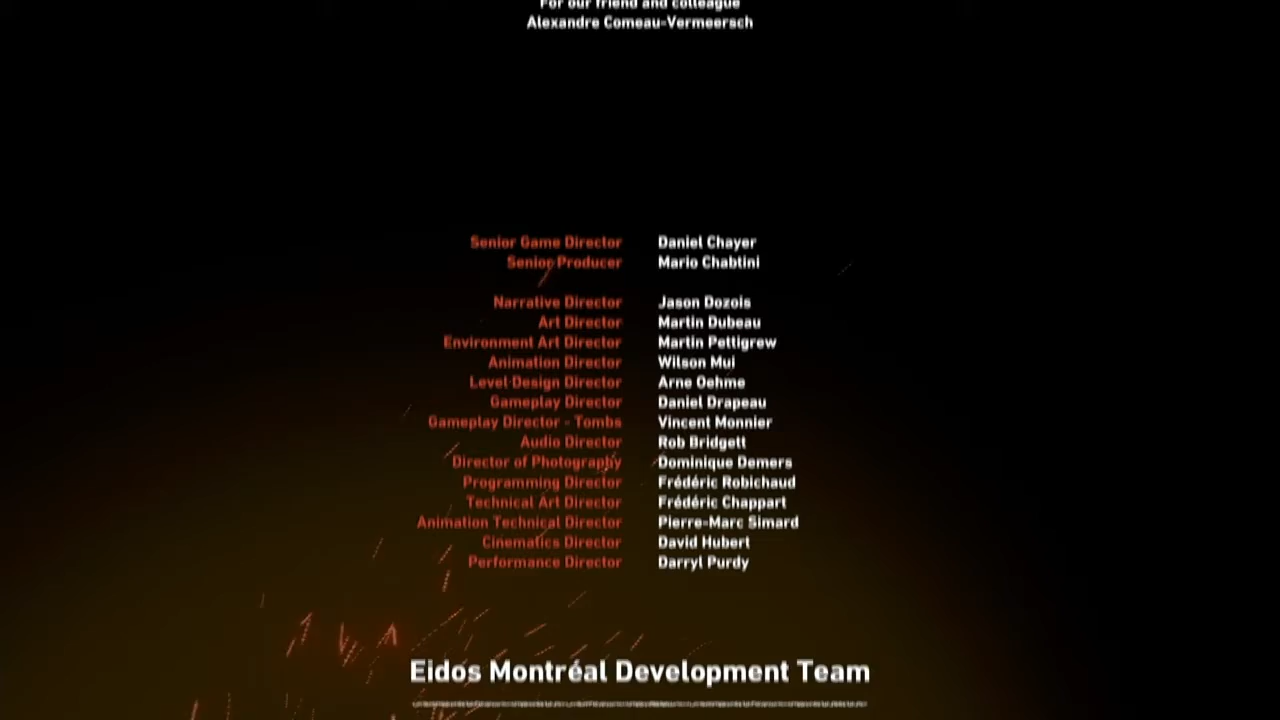 For our friend and colleague
Alexandre Comeau-Vermeersch
Senior Game Director Daniel Chayer
Senior Producer Mario Chabtini
Narrative Director Jason Dozois
Art Director Martin Dubeau
Environment Art Director Martin Pettigrew
Animation Director Wilson Mui
Level Design Director Arne Oehme
Gameplay Director Daniel Drapeau
Gameplay Director - Tombs Vincent Monnier
Audio Director Rob Bridgett
Director of Photography Dominique Demers
Programming Director Frédéric Robichaud
Technical Art Director Frédéric Chappart
Animation Technical Director Pierre-Marc Simard
Cinematics Director David Hubert
Performance Director Darryl Purdy
Eidos Montréal Development Team